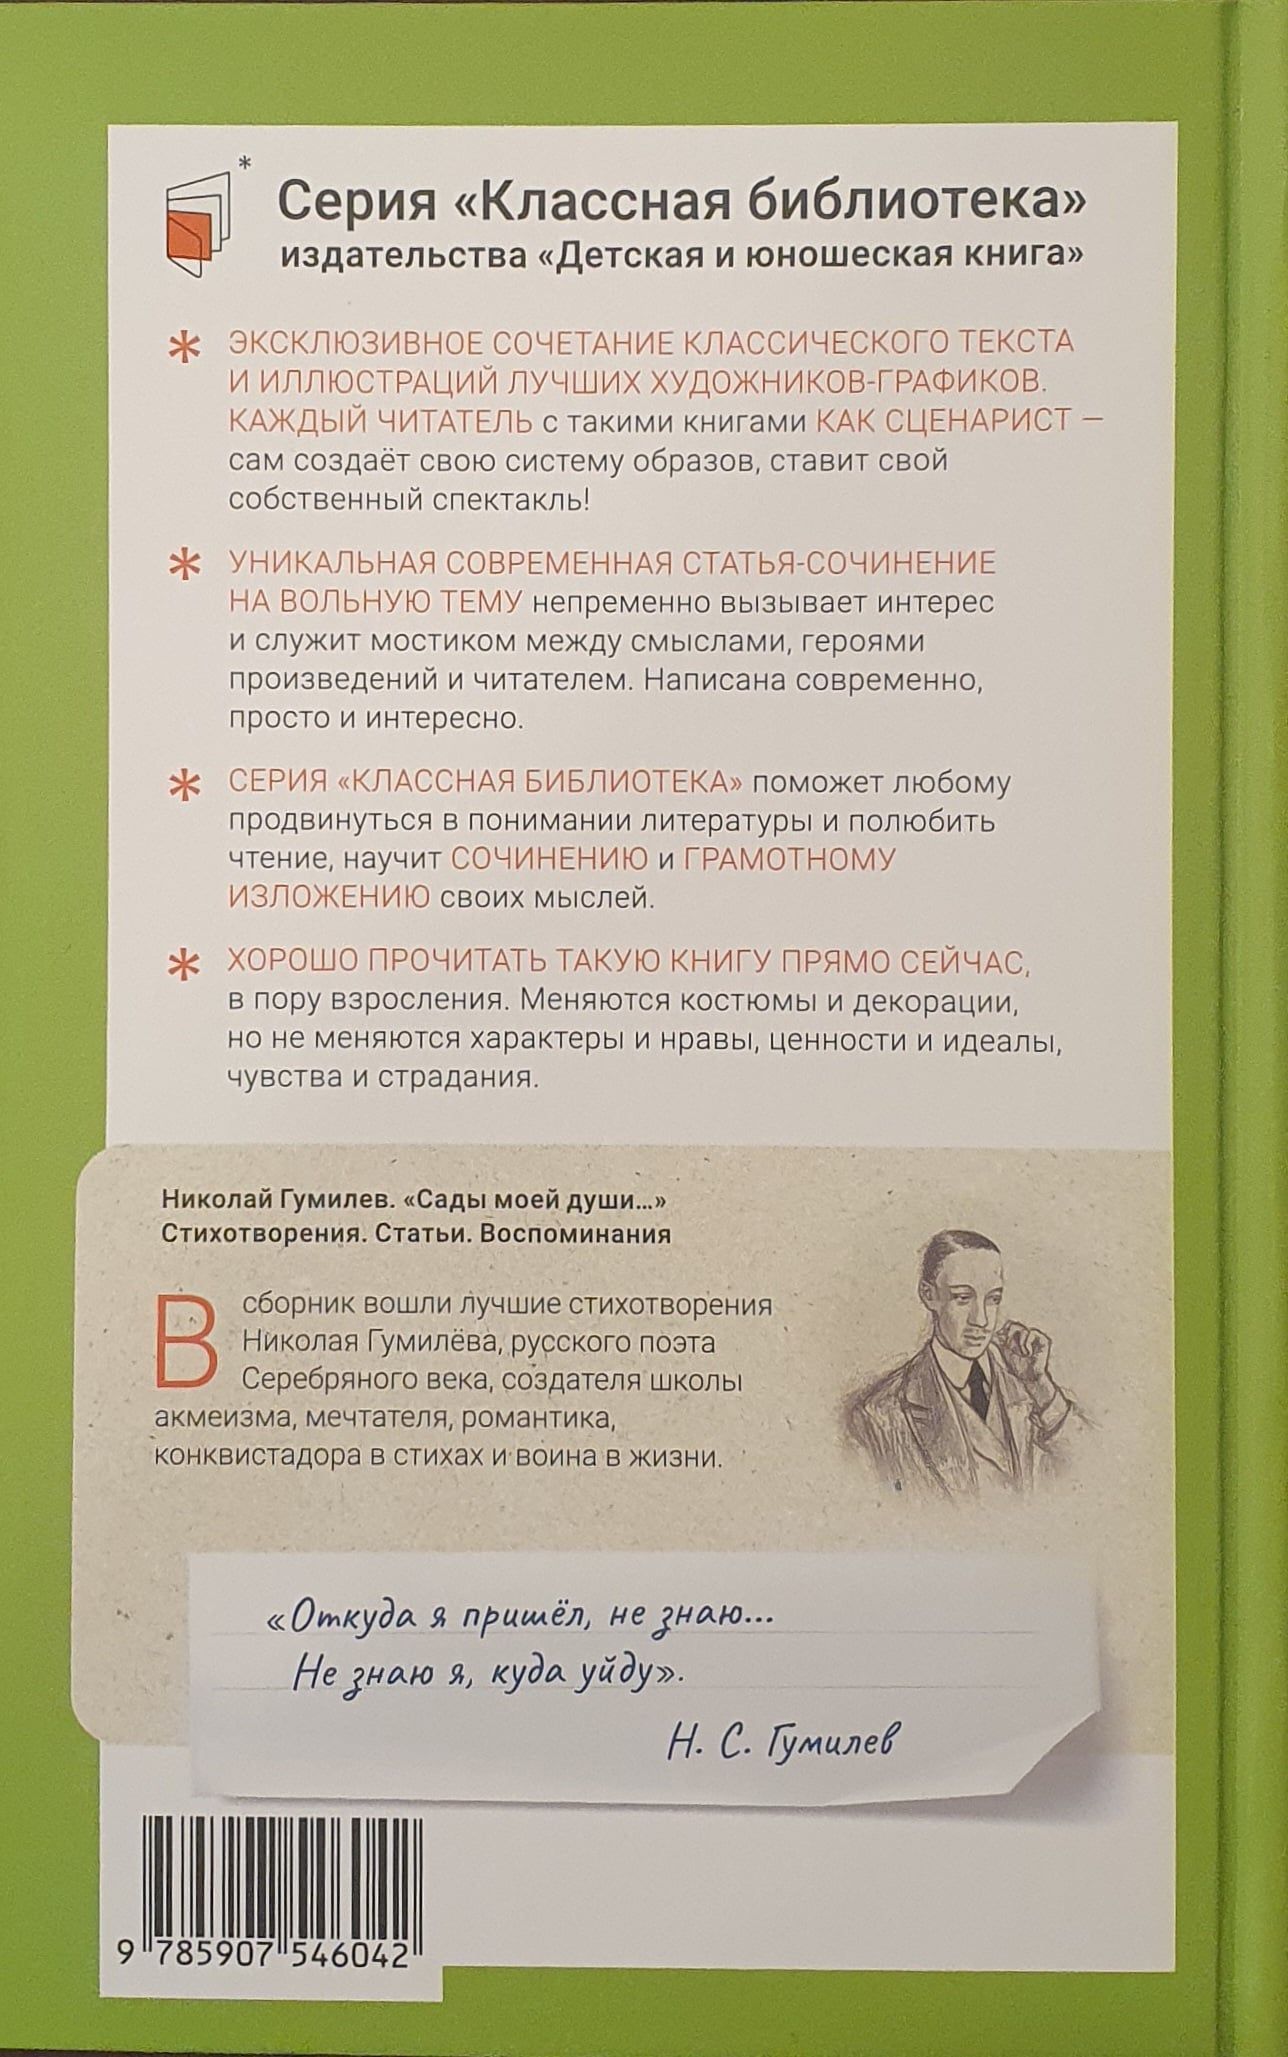 *
Серия «Классная библиотека»
издательства «Детская и юношеская книга»
* ЭКСКЛЮЗИВНОЕ СОЧЕТАНИЕ КЛАССИЧЕСКОГО ТЕКСТА
И ИЛЛЮСТРАЦИЙ ЛУЧШИХ ХУДОЖНИКОВ-ГРАФИКОВ.
КАЖДЫЙ ЧИТАТЕЛЬ с такими книгами КАК СЦЕНАРИСТ —
сам создаёт свою систему образов, ставит свой
собственный спектакль!
* УНИКАЛЬНАЯ СОВРЕМЕННАЯ СТАТЬЯ-СОЧИНЕНИЕ
НА ВОЛЬНУЮ ТЕМУ непременно вызывает интерес
и служит мостиком между смыслами, героями
произведений и читателем. Написана современно,
просто и интересно.
* СЕРИЯ «КЛАССНАЯ БИБЛИОТЕКА» поможет любому
продвинуться в понимании литературы и полюбить
чтение, научит СОЧИНЕНИЮ и ГРАМОТНОМУ
ИЗЛОЖЕНИЮ своих мыслей.
* ХОРОШО ПРОЧИТАТЬ ТАКУЮ КНИГУ ПРЯМО СЕЙЧАС,
в пору взросления. Меняются костюмы и декорации,
но не меняются характеры и нравы, ценности и идеалы,
чувства и страдания.
Николай Гумилев. «Сады моей души...»
Стихотворения. Статьи. Воспоминания
В сборник вошли лучшие стихотворения
Николая Гумилёва, русского поэта
Серебряного века, создателя школы
акмеизма, мечтателя, романтика,
конквистадора в стихах и воина в жизни.
«Откуда я пришёл, не знаю...
Не знаю я, куда уйду».
Н. С. Гумилев
9 785907 546042